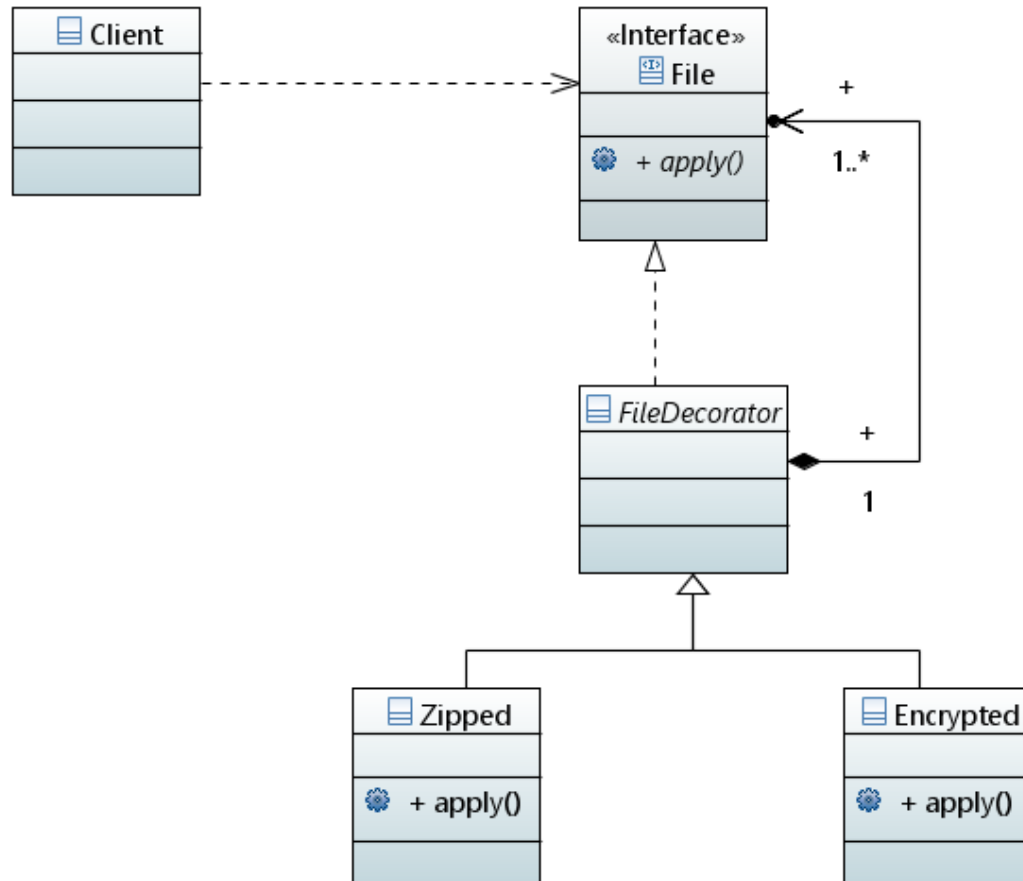 Client
«Interface»
File
+ apply()
+
1..*
FileDecorator
+
1
Zipped
+ apply()
Encrypted
+ apply()